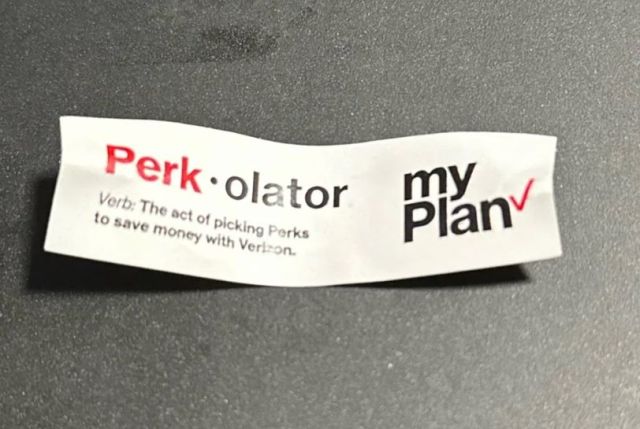 Perk·olator
Verb: The act of picking Perks
to save money with Verizon.
my
Plan